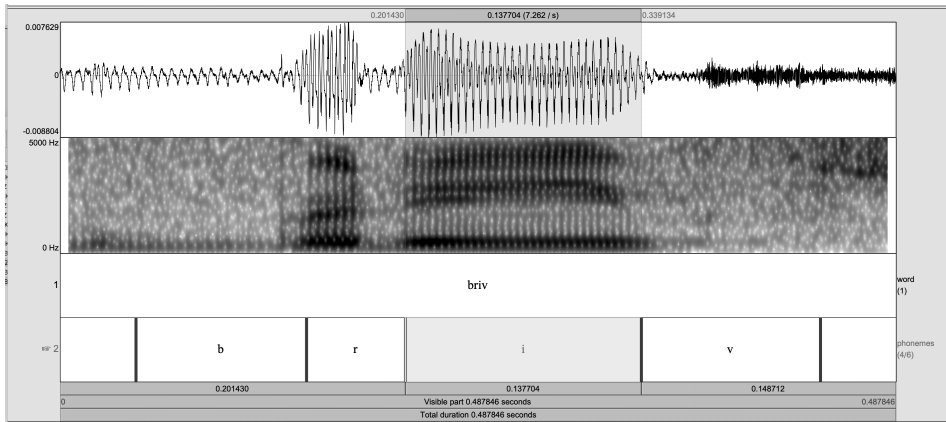 0.201430 0.137704 (7.262 / s) 0.339134
0.007629
0
-0.008804
5000 Hz
0 Hz
1 briv word (1)
2 b r i v phonemes (4/6)
0.201430 0.137704 0.148712
0 Visible part 0.487846 seconds 0.487846
Total duration 0.487846 seconds